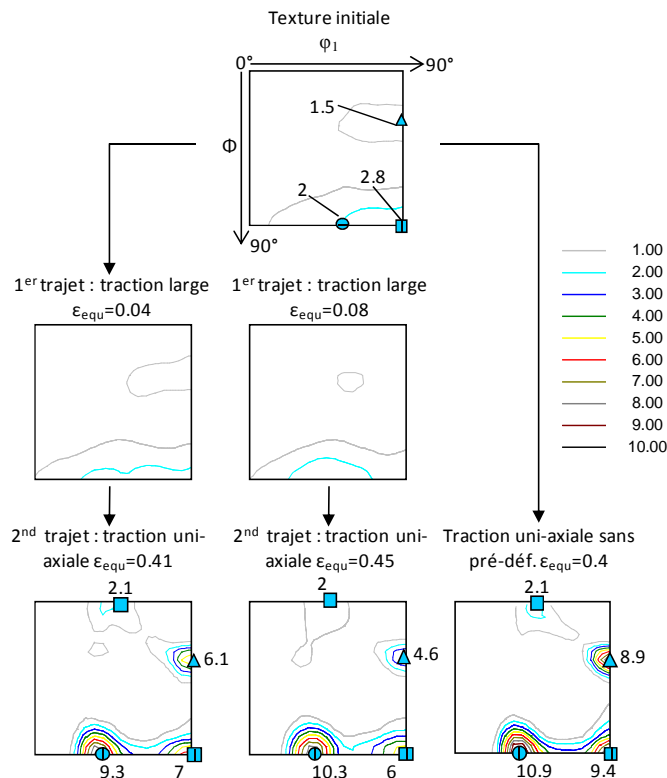 Texture initiale
φ1
0°
90°
1.5
Φ
2
2.8
90°
1er trajet : traction large
εequ=0.04
1er trajet : traction large
εequ=0.08
1.00
2.00
3.00
4.00
5.00
6.00
7.00
8.00
9.00
10.00
2nd trajet : traction uni-
axiale εequ=0.41
2nd trajet : traction uni-
axiale εequ=0.45
Traction uni-axiale sans
pré-déf. εequ=0.4
2.1
6.1
9.3
7
2
4.6
10.3
6
2.1
8.9
10.9
9.4